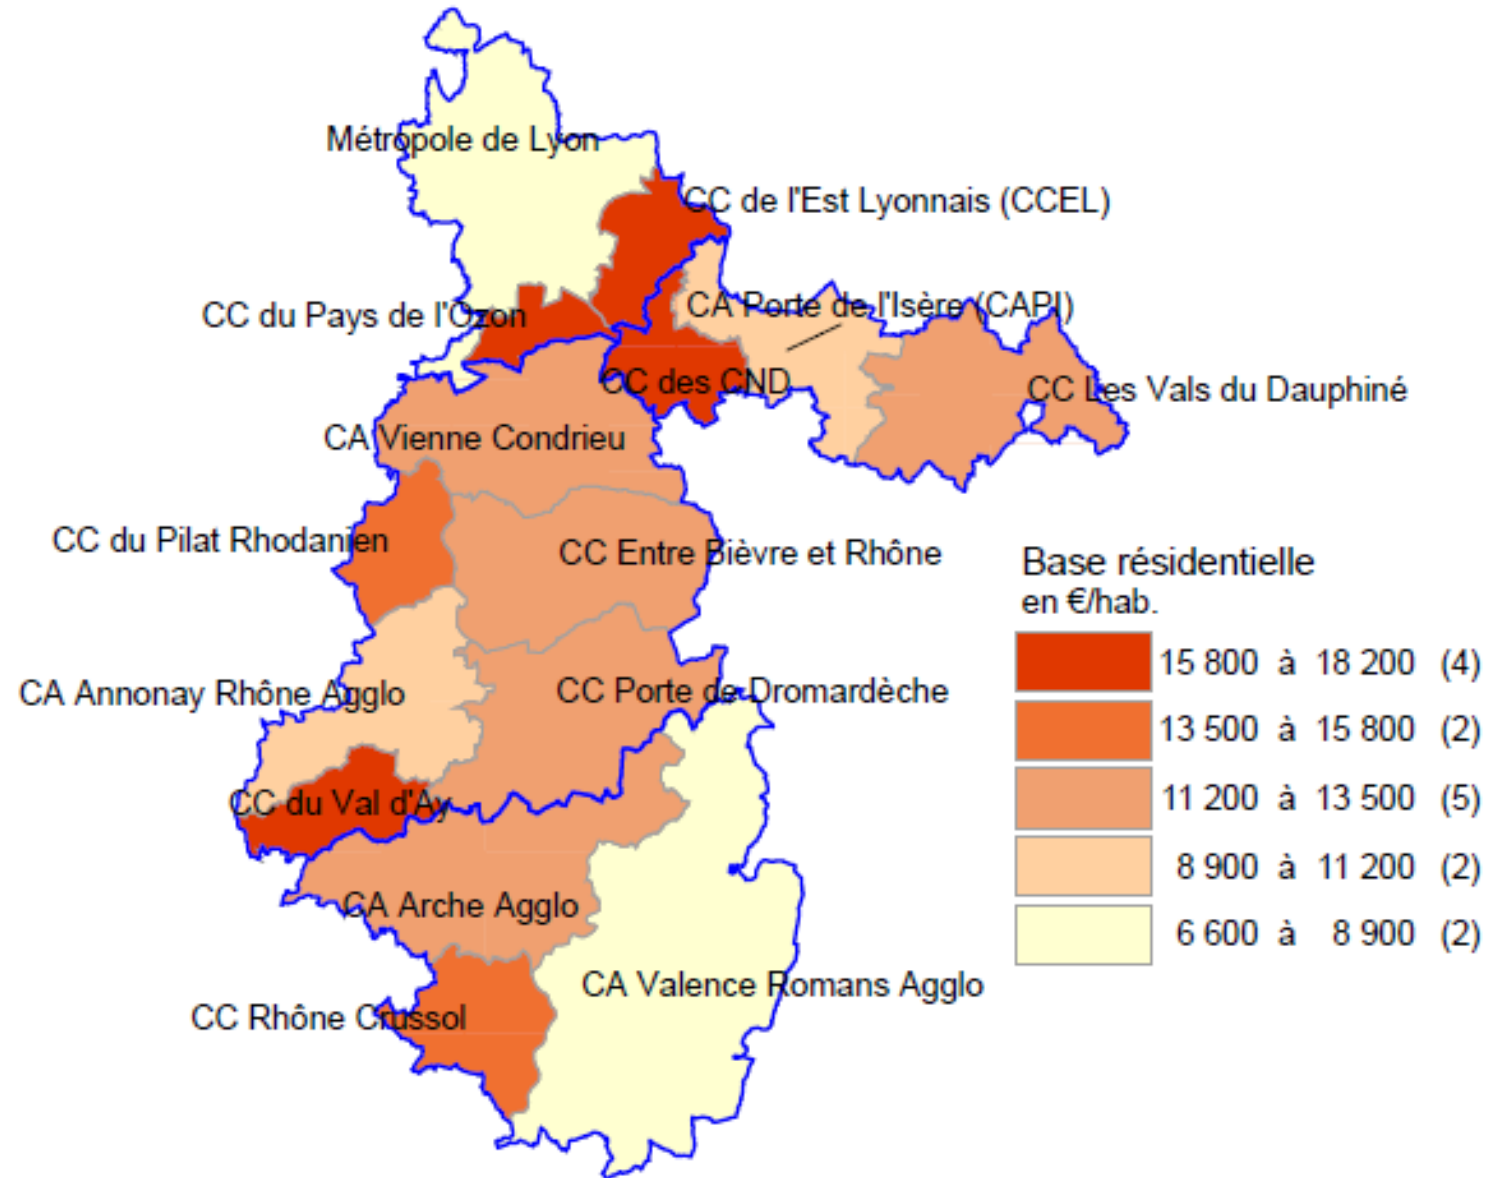 Métropole de Lyon
CC de l'Est Lyonnais (CCEL)
CC du Pays de l'Ozon
CA Porte de l'Isère (CAPI)
CC des CND
CC Les Vals du Dauphiné
CA Vienne Condrieu
CC du Pilat Rhodanien
CC Entre Bièvre et Rhône
CA Annonay Rhône Agglo
CC Porte de Dromardèche
CC du Val d'Ay
CA Arche Agglo
CA Valence Romans Agglo
CC Rhône Crussol
Base résidentielle
en €/hab.
15 800 à 18 200 (4)
13 500 à 15 800 (2)
11 200 à 13 500 (5)
8 900 à 11 200 (2)
6 600 à 8 900 (2)